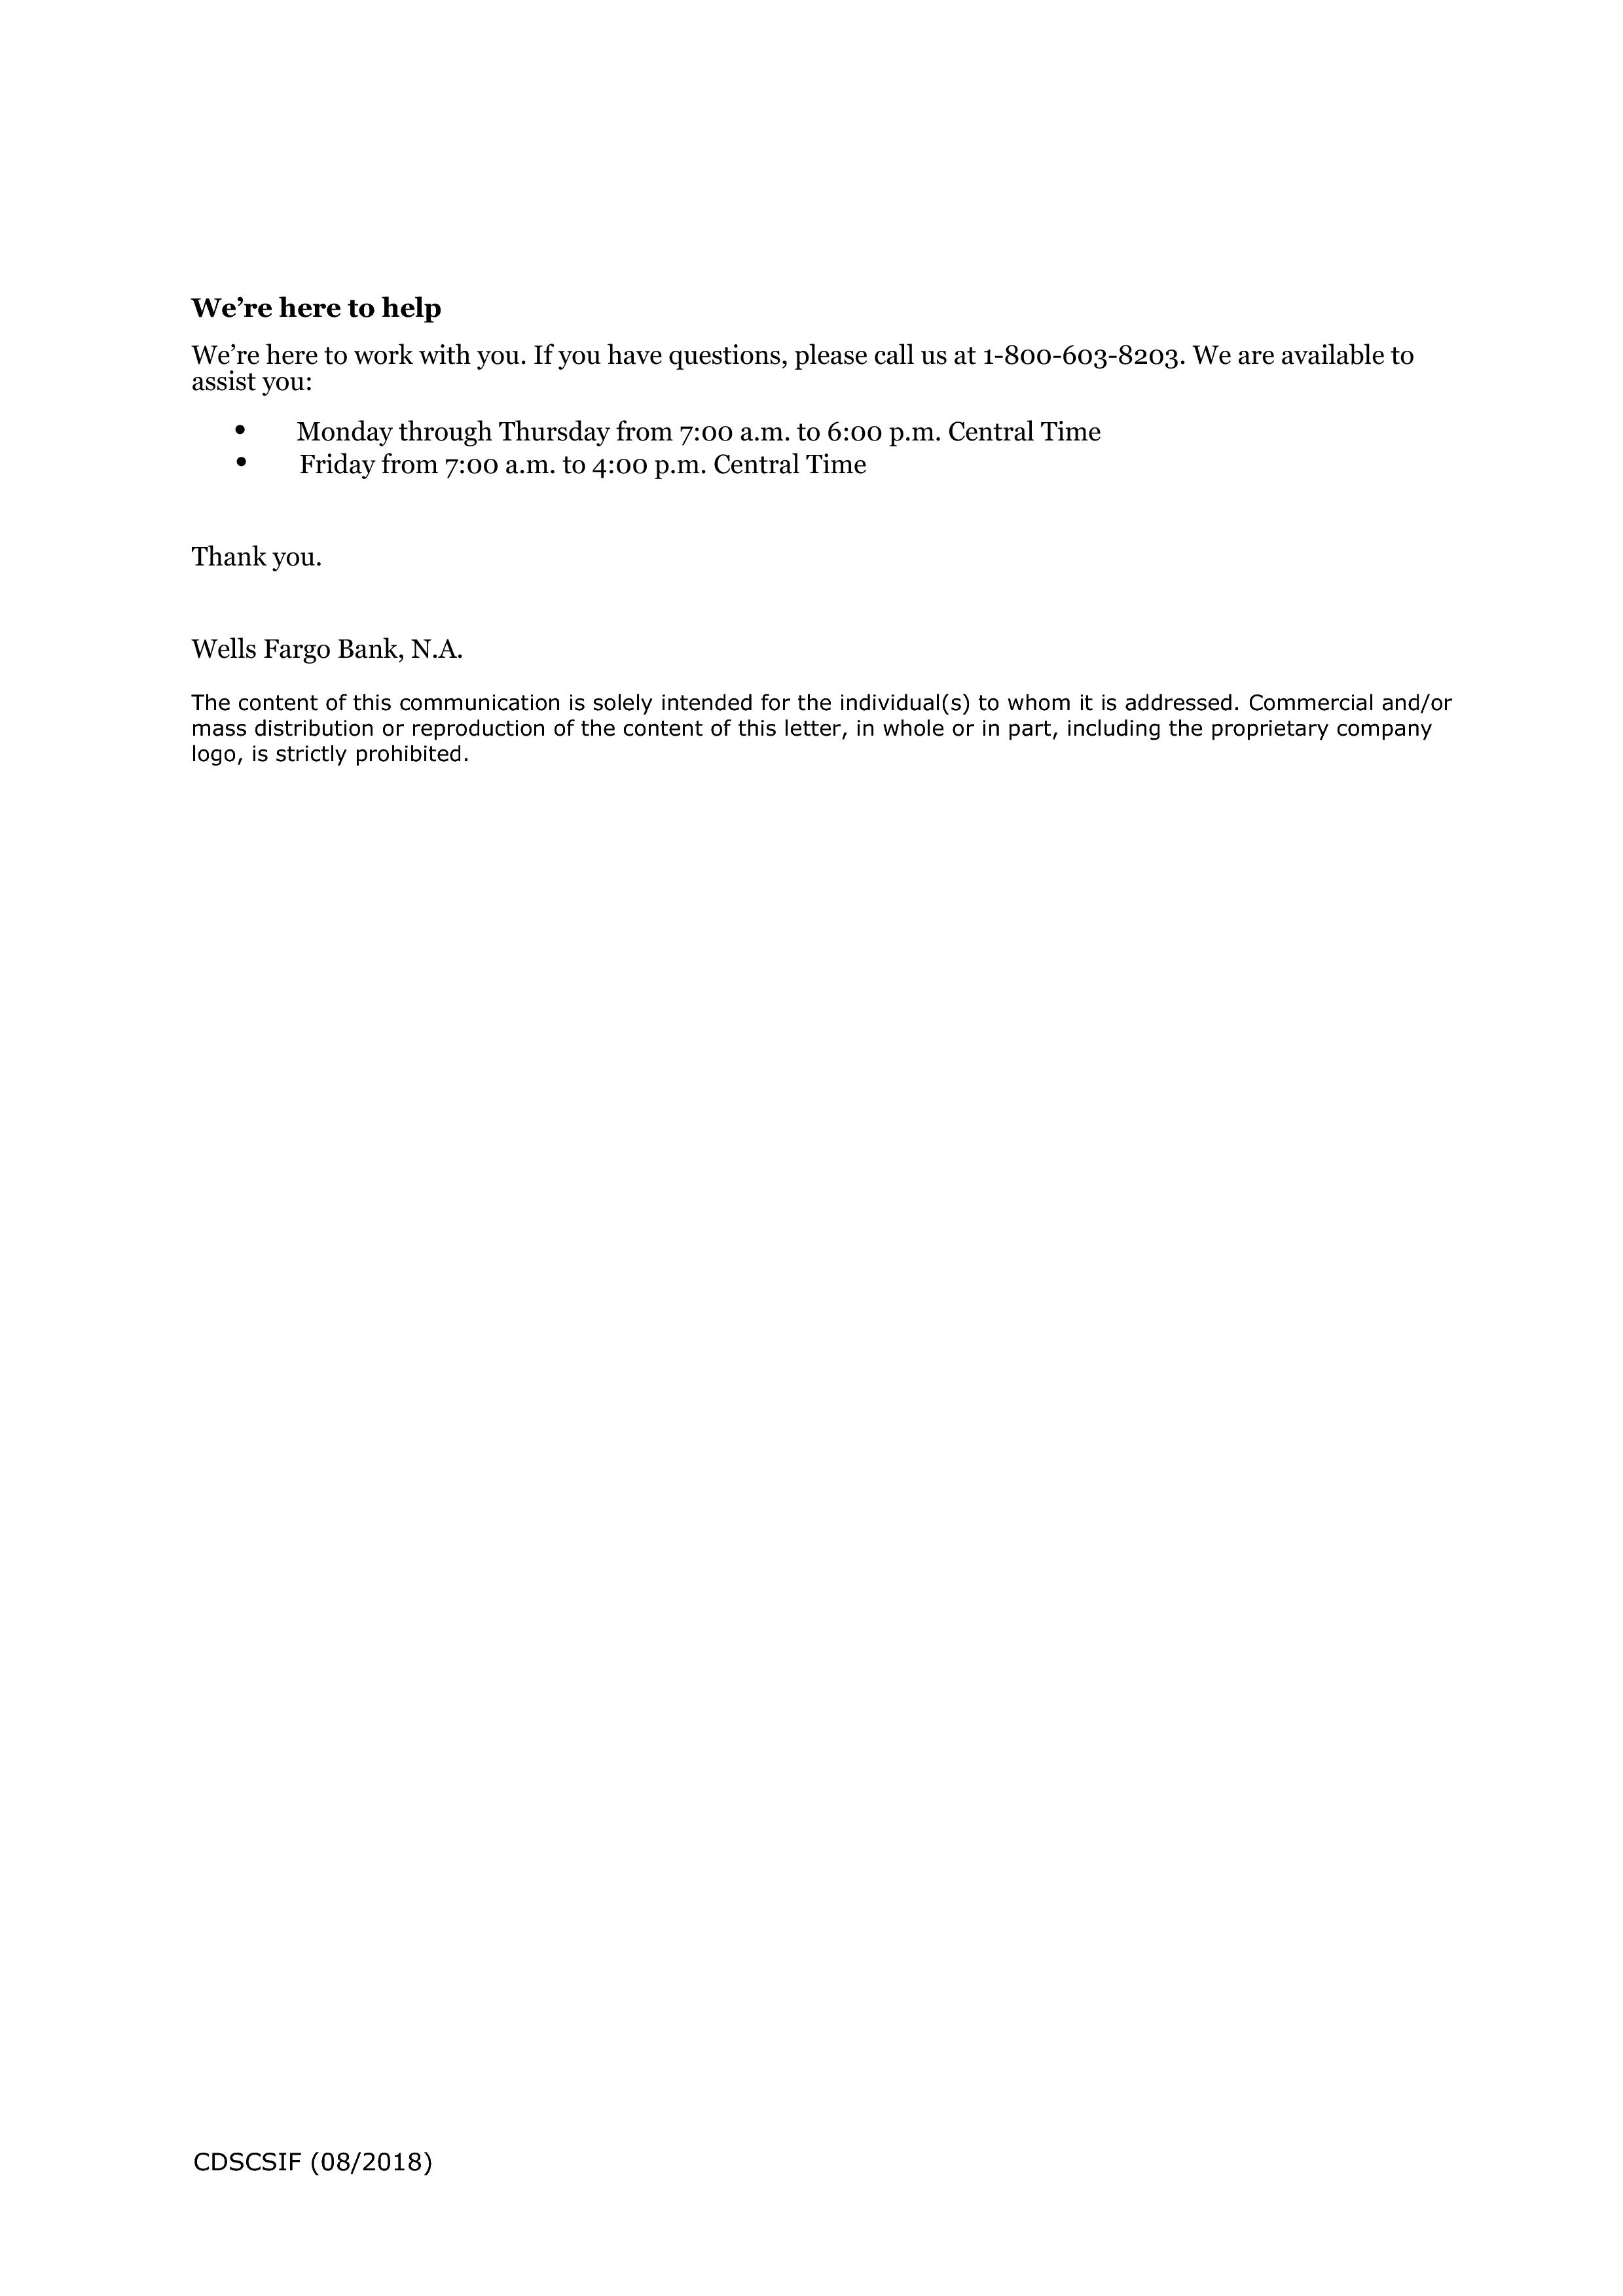 We’re here to help
We’re here to work with you. If you have questions, please call us at 1-800-603-8203. We are available to
assist you:
• Monday through Thursday from 7:00 a.m. to 6:00 p.m. Central Time
• Friday from 7:00 a.m. to 4:00 p.m. Central Time
Thank you.
Wells Fargo Bank, N.A.
The content of this communication is solely intended for the individual(s) to whom it is addressed. Commercial and/or
mass distribution or reproduction of the content of this letter, in whole or in part, including the proprietary company
logo, is strictly prohibited.
CDSCSIF (08/2018)